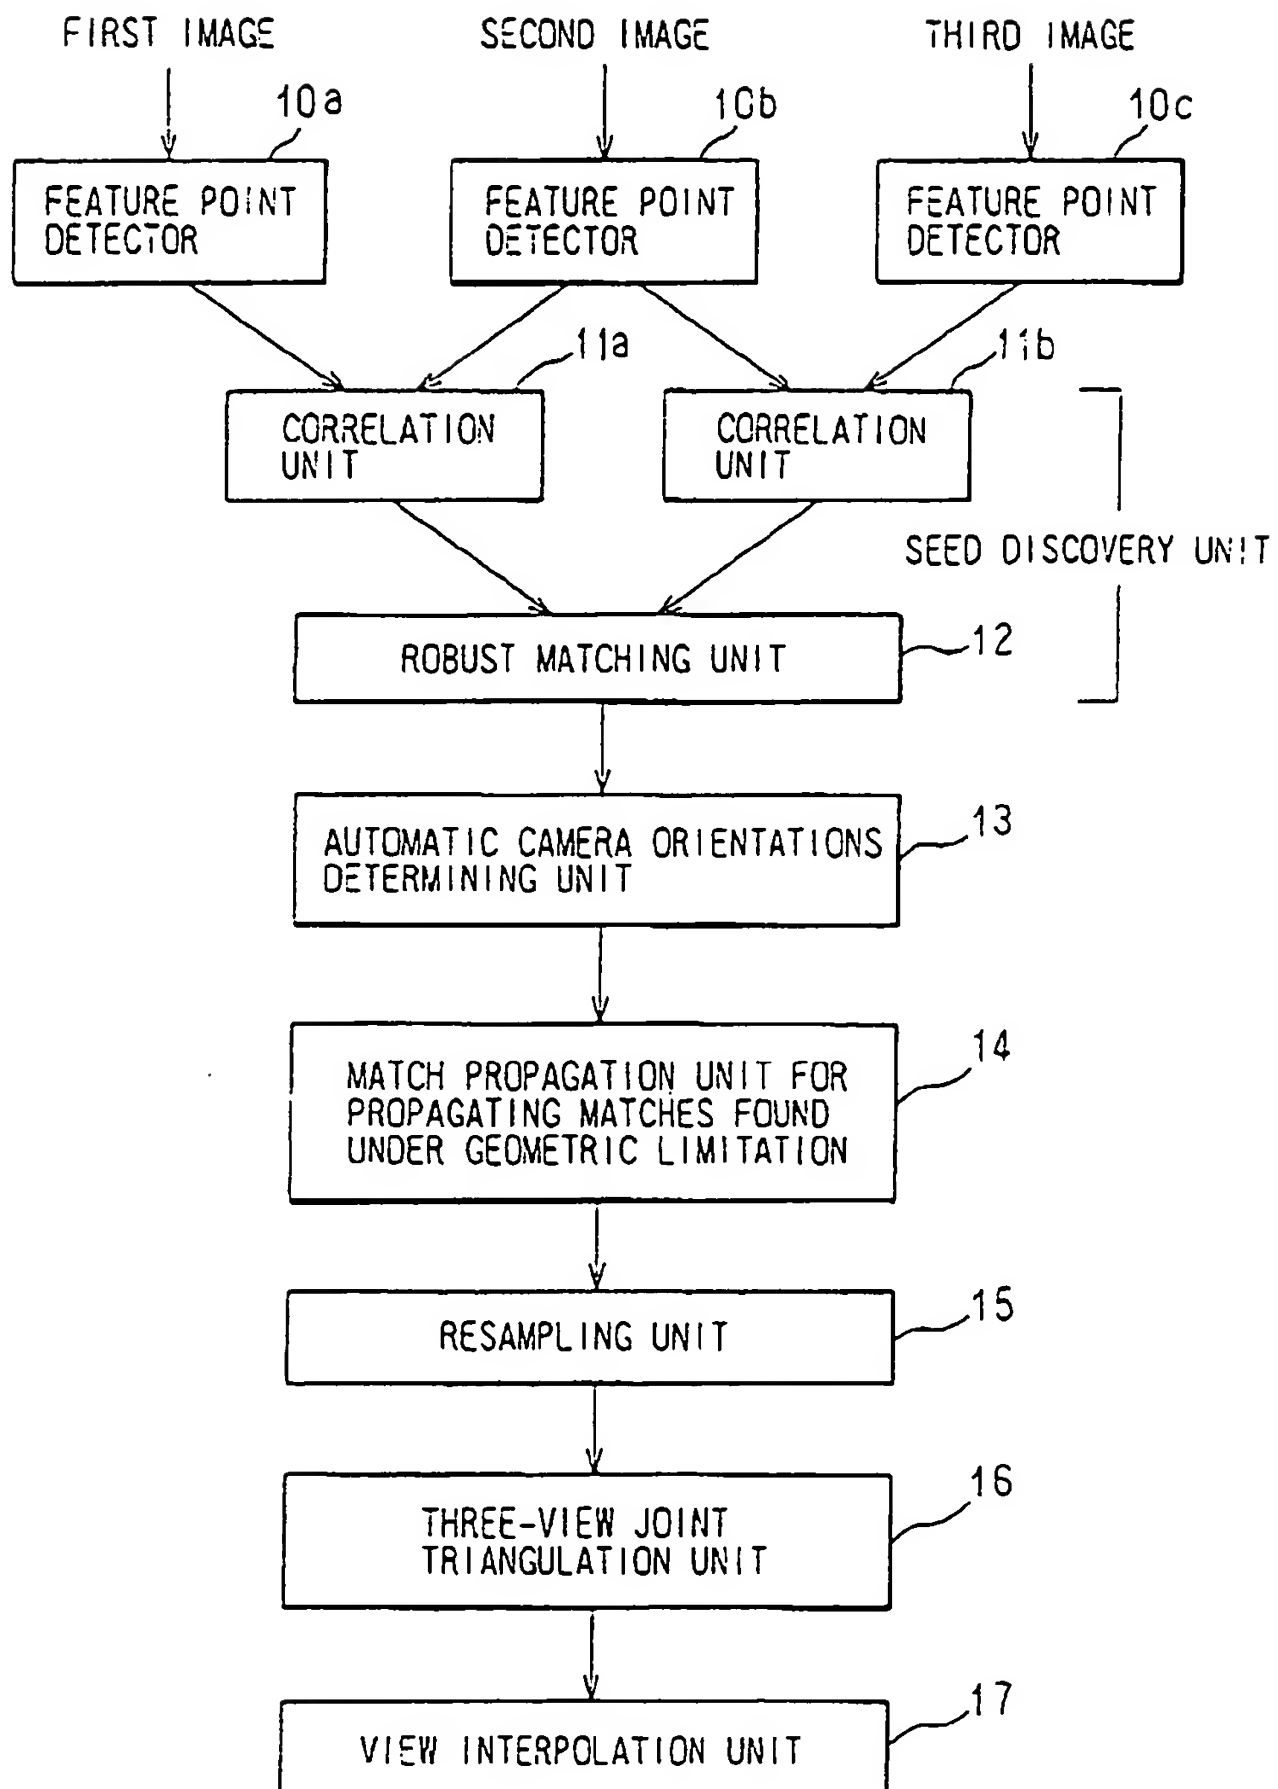 FIRST IMAGE
SECOND IMAGE
THIRD IMAGE
10a
10b
10c
FEATURE POINT
DETECTOR
FEATURE POINT
DETECTOR
FEATURE POINT
DETECTOR
11a
11b
CORRELATION
UNIT
CORRELATION
UNIT
SEED DISCOVERY UNIT
ROBUST MATCHING UNIT
12
AUTOMATIC CAMERA ORIENTATIONS
DETERMINING UNIT
13
MATCH PROPAGATION UNIT FOR
PROPAGATING MATCHES FOUND
UNDER GEOMETRIC LIMITATION
14
RESAMPLING UNIT
15
THREE-VIEW JOINT
TRIANGULATION UNIT
16
VIEW INTERPOLATION UNIT
17